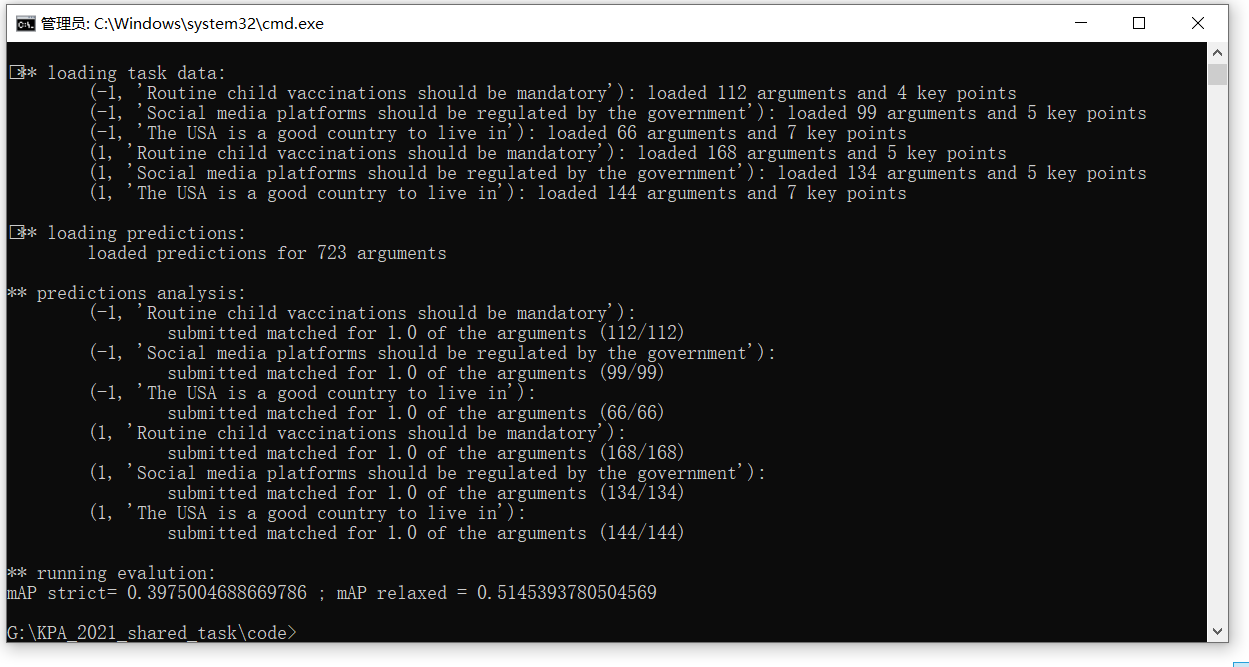 管理员: C:\Windows\system32\cmd.exe
** loading task data:
(-1, 'Routine child vaccinations should be mandatory'): loaded 112 arguments and 4 key points
(-1, 'Social media platforms should be regulated by the government'): loaded 99 arguments and 5 key points
(-1, 'The USA is a good country to live in'): loaded 66 arguments and 7 key points
(1, 'Routine child vaccinations should be mandatory'): loaded 168 arguments and 5 key points
(1, 'Social media platforms should be regulated by the government'): loaded 134 arguments and 5 key points
(1, 'The USA is a good country to live in'): loaded 144 arguments and 7 key points
** loading predictions:
loaded predictions for 723 arguments
** predictions analysis:
(-1, 'Routine child vaccinations should be mandatory'):
submitted matched for 1.0 of the arguments (112/112)
(-1, 'Social media platforms should be regulated by the government'):
submitted matched for 1.0 of the arguments (99/99)
(-1, 'The USA is a good country to live in'):
submitted matched for 1.0 of the arguments (66/66)
(1, 'Routine child vaccinations should be mandatory'):
submitted matched for 1.0 of the arguments (168/168)
(1, 'Social media platforms should be regulated by the government'):
submitted matched for 1.0 of the arguments (134/134)
(1, 'The USA is a good country to live in'):
submitted matched for 1.0 of the arguments (144/144)
** running evalution:
mAP strict= 0.3975004688669786 ; mAP relaxed = 0.5145393780504569
G:\KPA_2021_shared_task\code>